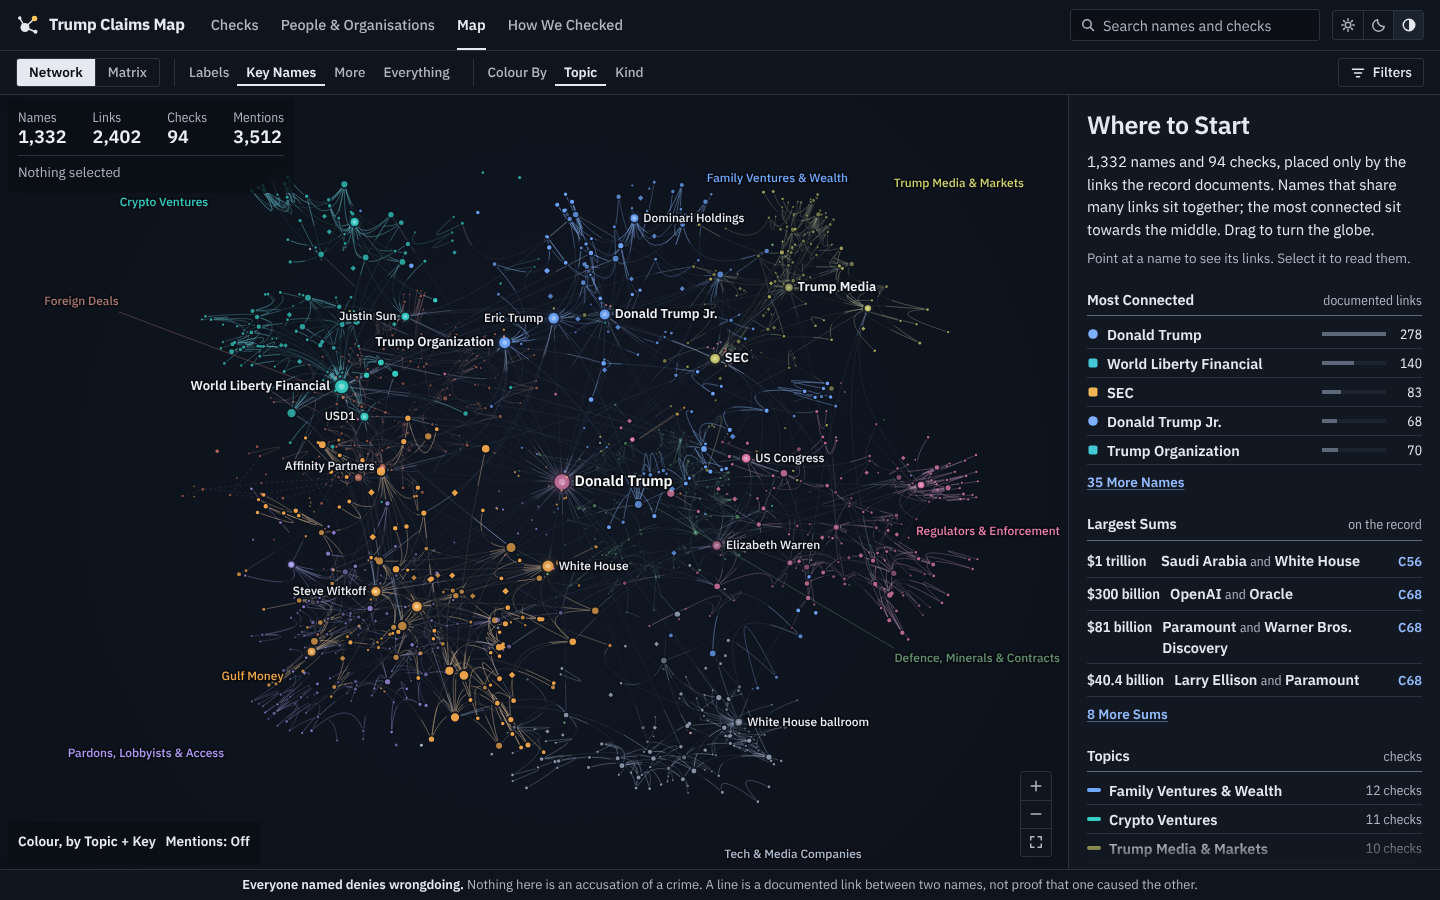 Trump Claims Map
Checks
People & Organisations
Map
How We Checked
Search names and checks
Network
Matrix
Labels
Key Names
More
Everything
Colour By
Topic
Kind
Filters
Names
Links
Checks
Mentions
1,332
2,402
94
3,512
Nothing selected
Crypto Ventures
Family Ventures & Wealth
Trump Media & Markets
Dominari Holdings
Foreign Deals
Trump Media
Justin Sun
Eric Trump
Donald Trump Jr.
Trump Organization
SEC
World Liberty Financial
USD1
Affinity Partners
US Congress
Donald Trump
Regulators & Enforcement
Elizabeth Warren
White House
Steve Witkoff
Defence, Minerals & Contracts
Gulf Money
White House ballroom
Pardons, Lobbyists & Access
Colour, by Topic + Key
Mentions: Off
Tech & Media Companies
Where to Start
1,332 names and 94 checks, placed only by the
links the record documents. Names that share
many links sit together; the most connected sit
towards the middle. Drag to turn the globe.
Point at a name to see its links. Select it to read them.
Most Connected documented links
Donald Trump 278
World Liberty Financial 140
SEC 83
Donald Trump Jr. 68
Trump Organization 70
35 More Names
Largest Sums on the record
$1 trillion Saudi Arabia and White House C56
$300 billion OpenAI and Oracle C68
$81 billion Paramount and Warner Bros. C68
Discovery
$40.4 billion Larry Ellison and Paramount C68
8 More Sums
Topics checks
Family Ventures & Wealth 12 checks
Crypto Ventures 11 checks
Trump Media & Markets 10 checks
Everyone named denies wrongdoing. Nothing here is an accusation of a crime. A line is a documented link between two names, not proof that one caused the other.